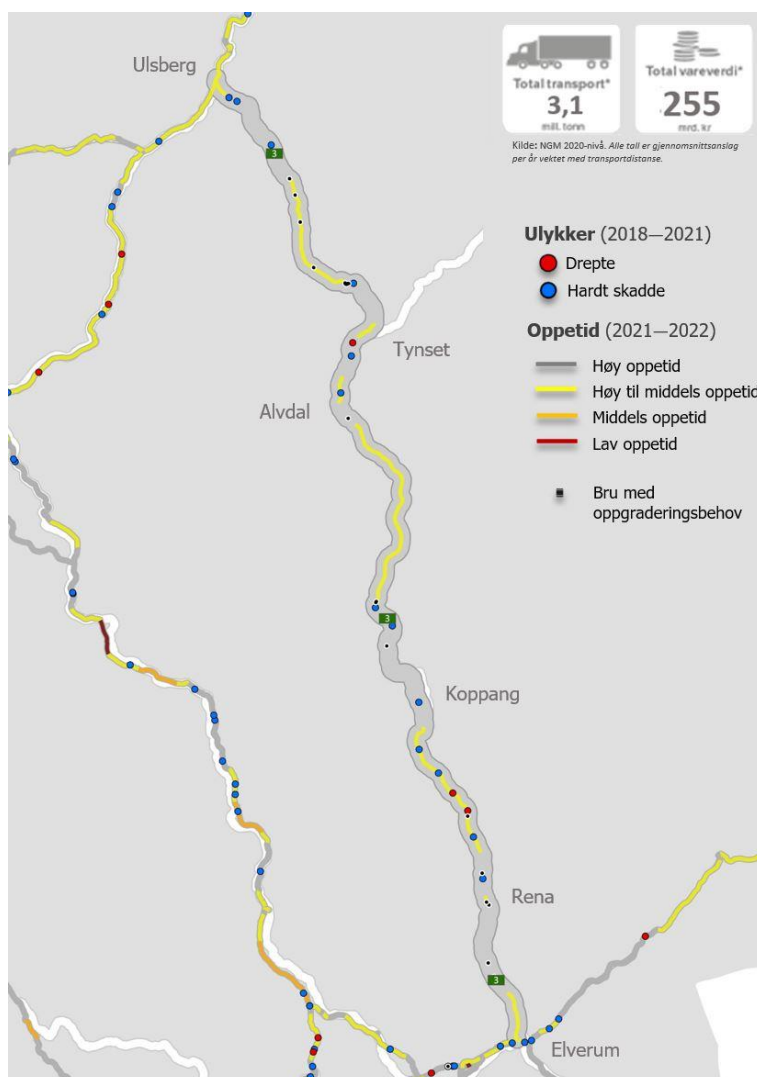 Ulsberg
Total transport*
3,1
mill. tonn
Total vareverdi*
255
mrd. kr
Kilde: NGM 2020-nivå. Alle tall er gjennomsnittsanslag
per år vektet med transportdistanse.
3
Ulykker (2018—2021)
Drepte
Hardt skadde
Oppetid (2021—2022)
Høy oppetid
Høy til middels oppetid
Middels oppetid
Lav oppetid
Bru med
oppgraderingsbehov
Tynset
Alvdal
3
Koppang
Rena
3
Elverum